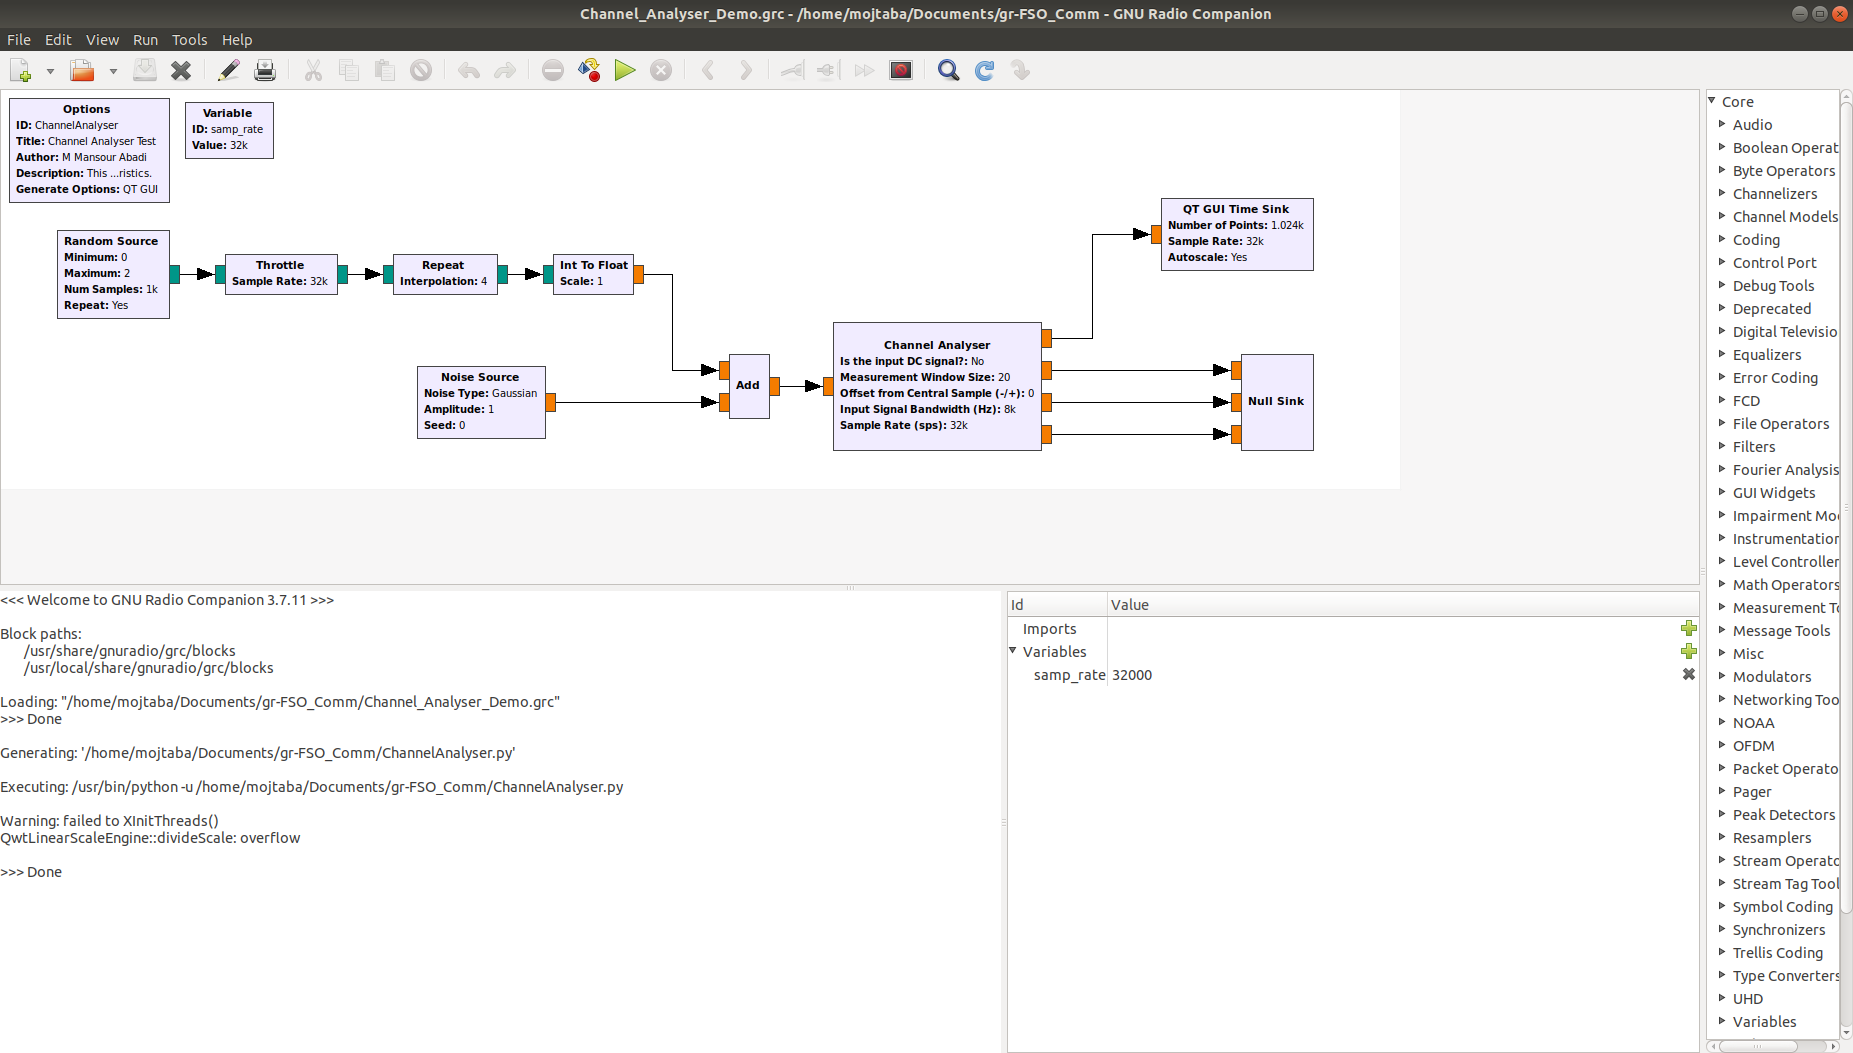 Channel_Analyser_Demo.grc - /home/mojtaba/Documents/gr-FSO_Comm - GNU Radio Companion
File Edit View Run Tools Help
Options
ID: ChannelAnalyser
Title: Channel Analyser Test
Author: M Mansour Abadi
Description: This ...ristics.
Generate Options: QT GUI
Variable
ID: samp_rate
Value: 32k
Random Source
Minimum: 0
Maximum: 2
Num Samples: 1k
Repeat: Yes
Throttle
Sample Rate: 32k
Repeat
Interpolation: 4
Int To Float
Scale: 1
Noise Source
Noise Type: Gaussian
Amplitude: 1
Seed: 0
Add
Channel Analyser
Is the input DC signal?: No
Measurement Window Size: 20
Offset from Central Sample (-/+): 0
Input Signal Bandwidth (Hz): 8k
Sample Rate (sps): 32k
QT GUI Time Sink
Number of Points: 1.024k
Sample Rate: 32k
Autoscale: Yes
Null Sink
<<< Welcome to GNU Radio Companion 3.7.11 >>>
Block paths:
/usr/share/gnuradio/grc/blocks
/usr/local/share/gnuradio/grc/blocks
Loading: "/home/mojtaba/Documents/gr-FSO_Comm/Channel_Analyser_Demo.grc"
>>> Done
Generating: '/home/mojtaba/Documents/gr-FSO_Comm/ChannelAnalyser.py'
Executing: /usr/bin/python -u /home/mojtaba/Documents/gr-FSO_Comm/ChannelAnalyser.py
Warning: failed to XInitThreads()
QwtLinearScaleEngine::divideScale: overflow
>>> Done
Id Value
Imports
Variables
samp_rate 32000
Core
Audio
Boolean Operat
Byte Operators
Channelizers
Channel Models
Coding
Control Port
Debug Tools
Deprecated
Digital Televisio
Equalizers
Error Coding
FCD
File Operators
Filters
Fourier Analysis
GUI Widgets
Impairment Mo
Instrumentation
Level Controller
Math Operators
Measurement To
Message Tools
Misc
Modulators
Networking Too
NOAA
OFDM
Packet Operato
Pager
Peak Detectors
Resamplers
Stream Operato
Stream Tag Tool
Symbol Coding
Synchronizers
Trellis Coding
Type Converters
UHD
Variables